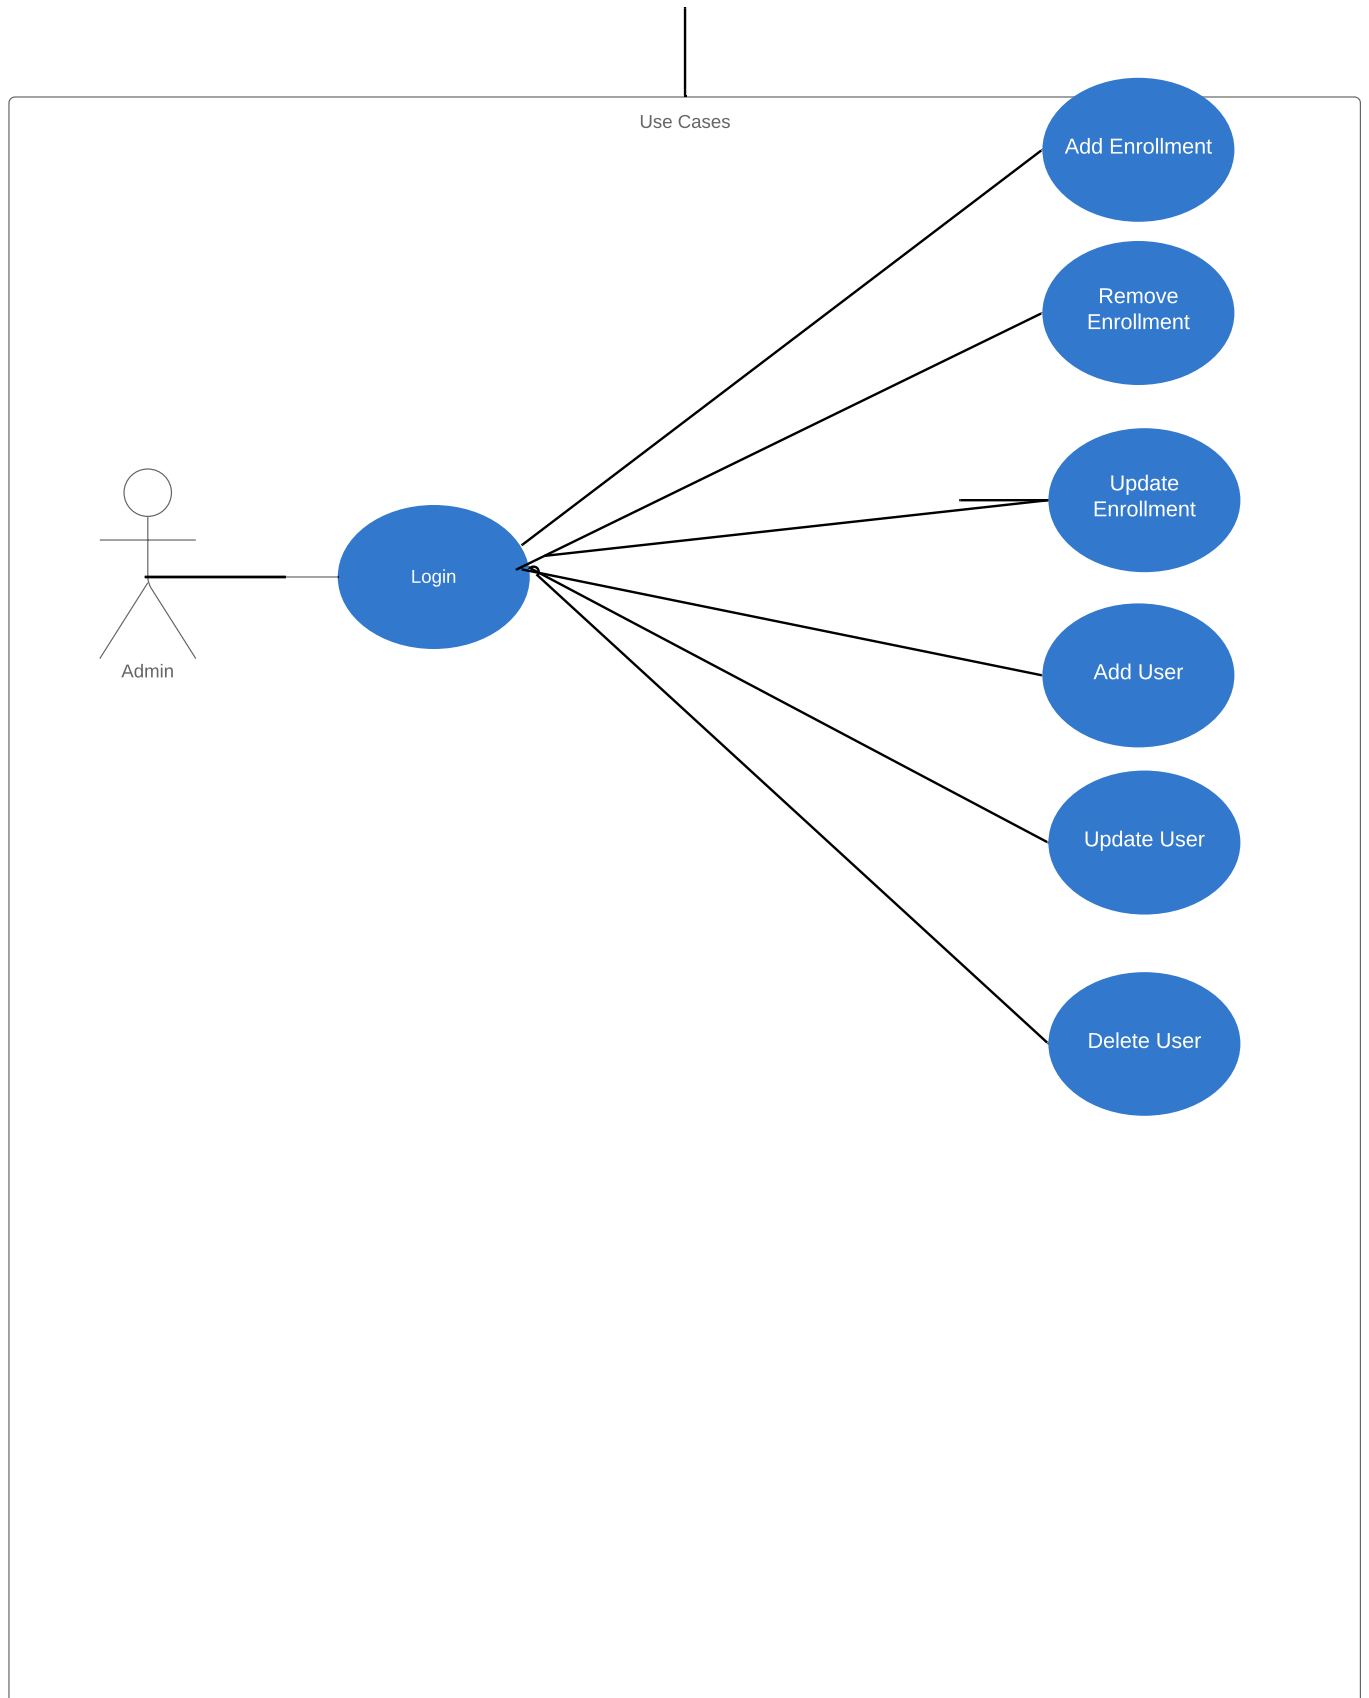 Use Cases
Add Enrollment
Remove
Enrollment
Update
Enrollment
Login
Admin
Add User
Update User
Delete User